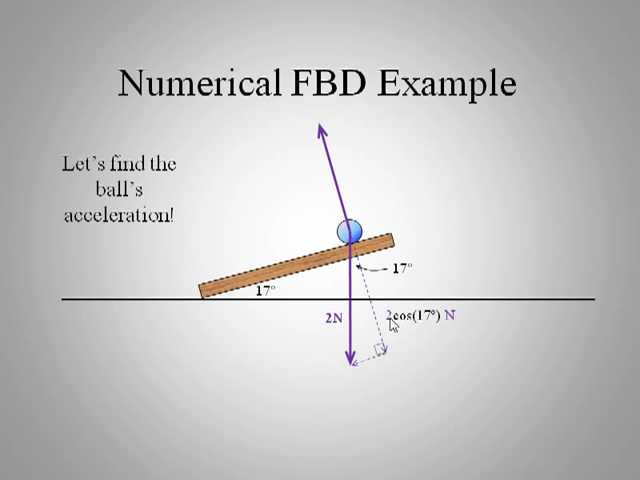 Numerical FBD Example
Let's find the
ball's
acceleration!
17°
17°
2N
2cos(17°) N